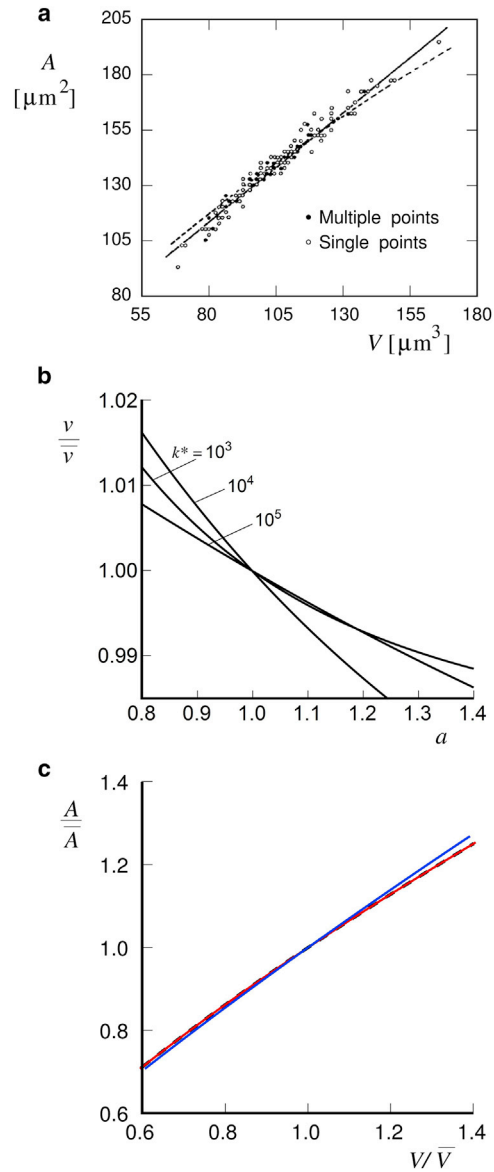 a
205
A
[μm²]
180
155
130
105
80
Multiple points
Single points
55 80 105 130 155 180
V [μm³]
b
1.02
v
v̿
k* = 10³
1.01
10⁴
10⁵
1.00
0.99
0.8 0.9 1.0 1.1 1.2 1.3 1.4
a
c
1.4
A
A̿
1.2
1.0
0.8
0.6
0.6 0.8 1.0 1.2 1.4
V/ V̿